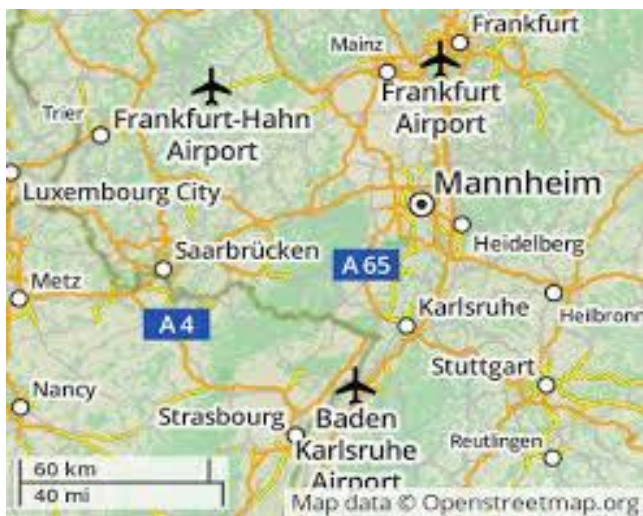 Frankfurt
Mainz
Frankfurt
Airport
Frankfurt-Hahn
Airport
Trier
Luxembourg City
Mannheim
Heidelberg
Saarbrücken
A 65
Metz
Karlsruhe
Heilbronn
A 4
Stuttgart
Nancy
Strasbourg
Baden
Karlsruhe
Airport
Reutlingen
60 km
40 mi
Map data © Openstreetmap.org